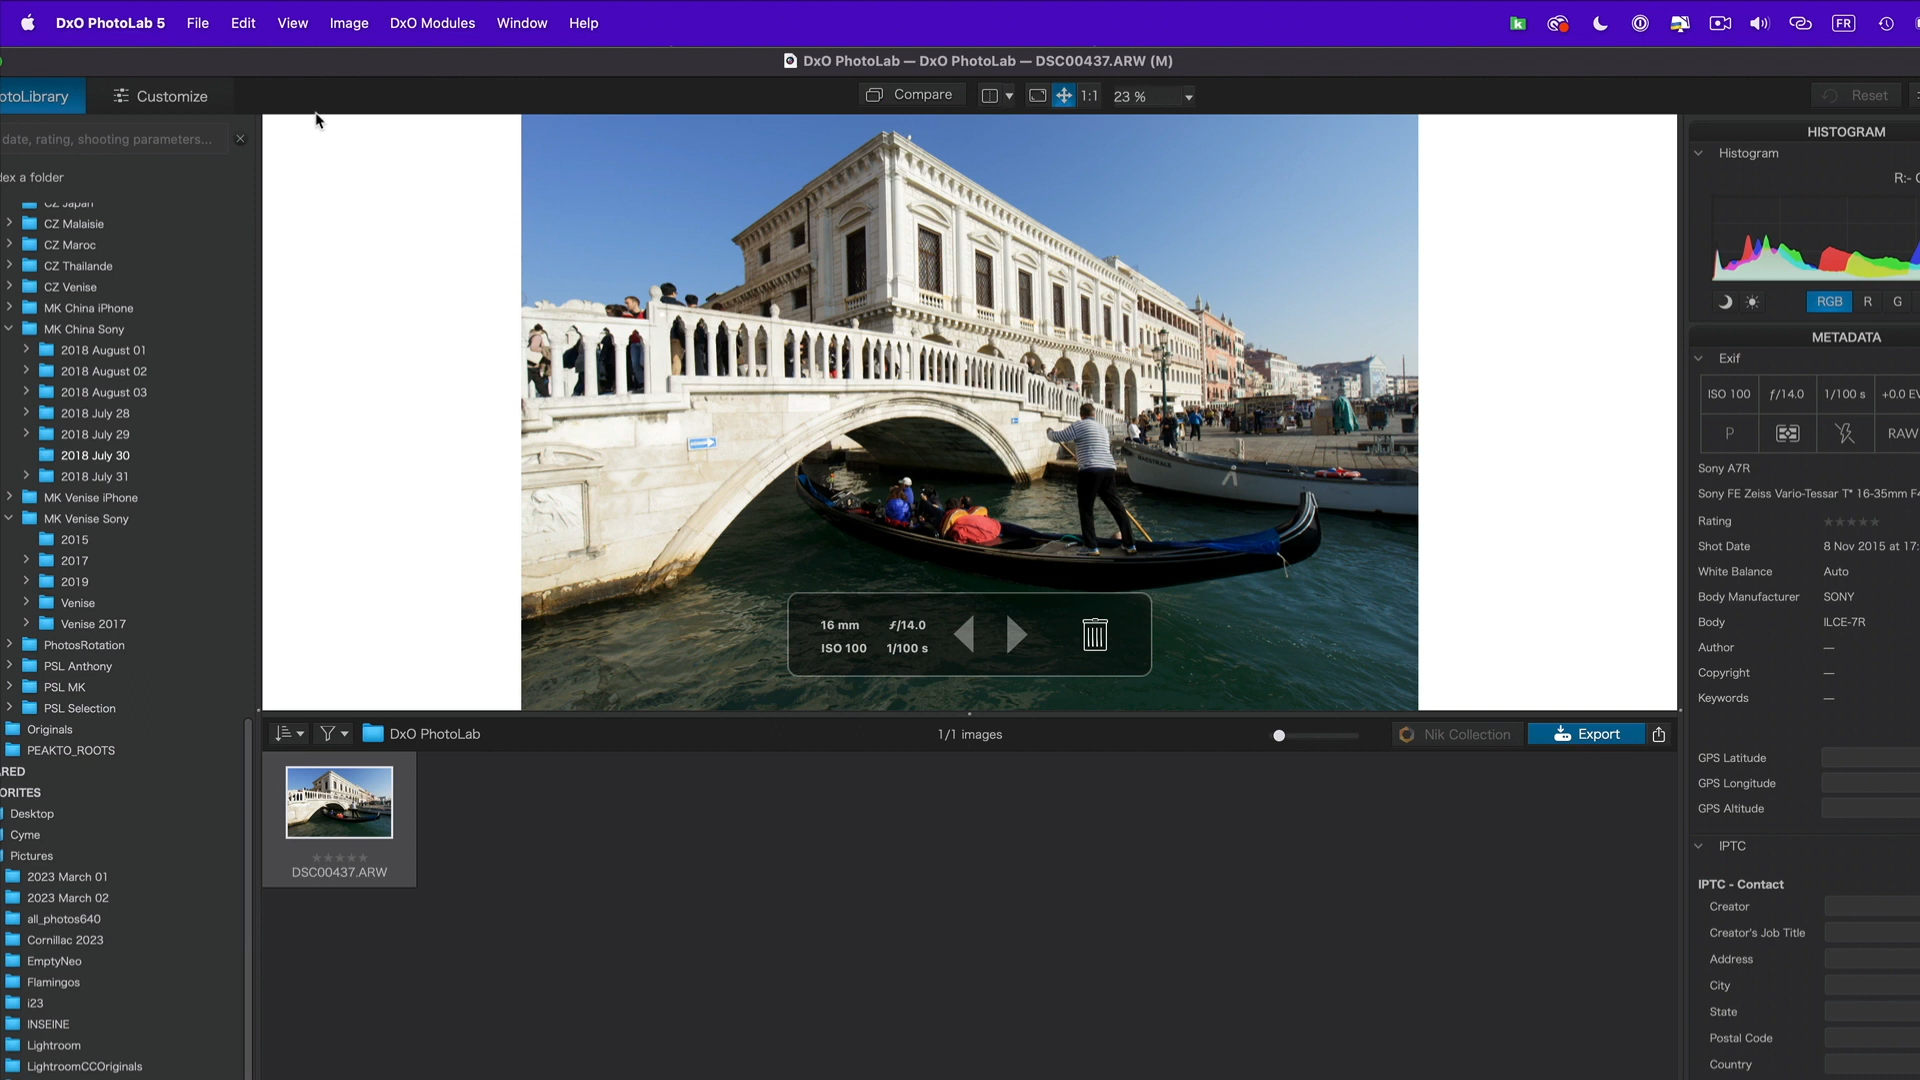 DxO PhotoLab 5 File Edit View Image DxO Modules Window Help FR
DxO PhotoLab — DxO PhotoLab — DSC00437.ARW (M)
otoLibrary Customize Compare 1:1 23 % Reset
date, rating, shooting parameters...
dex a folder
CZ Japan
CZ Malaisie
CZ Maroc
CZ Thailande
CZ Venise
MK China iPhone
MK China Sony
2018 August 01
2018 August 02
2018 August 03
2018 July 28
2018 July 29
2018 July 30
2018 July 31
MK Venise iPhone
MK Venise Sony
2015
2017
2019
Venise
Venise 2017
PhotosRotation
PSL Anthony
PSL MK
PSL Selection
Originals
PEAKTO_ROOTS
RED
ORITES
Desktop
Cyme
Pictures
2023 March 01
2023 March 02
all_photos640
Cornillac 2023
EmptyNeo
Flamingos
i23
INSEINE
Lightroom
LightroomCCOriginals
16 mm ƒ/14.0
ISO 100 1/100 s
DxO PhotoLab 1/1 images Nik Collection Export
DSC00437.ARW
HISTOGRAM
Histogram
R:-
RGB R G
METADATA
Exif
ISO 100 ƒ/14.0 1/100 s +0.0 EV
P RAW
Sony A7R
Sony FE Zeiss Vario-Tessar T* 16-35mm F4
Rating
Shot Date 8 Nov 2015 at 17:
White Balance Auto
Body Manufacturer SONY
Body ILCE-7R
Author —
Copyright —
Keywords —
GPS Latitude
GPS Longitude
GPS Altitude
IPTC
IPTC - Contact
Creator
Creator's Job Title
Address
City
State
Postal Code
Country